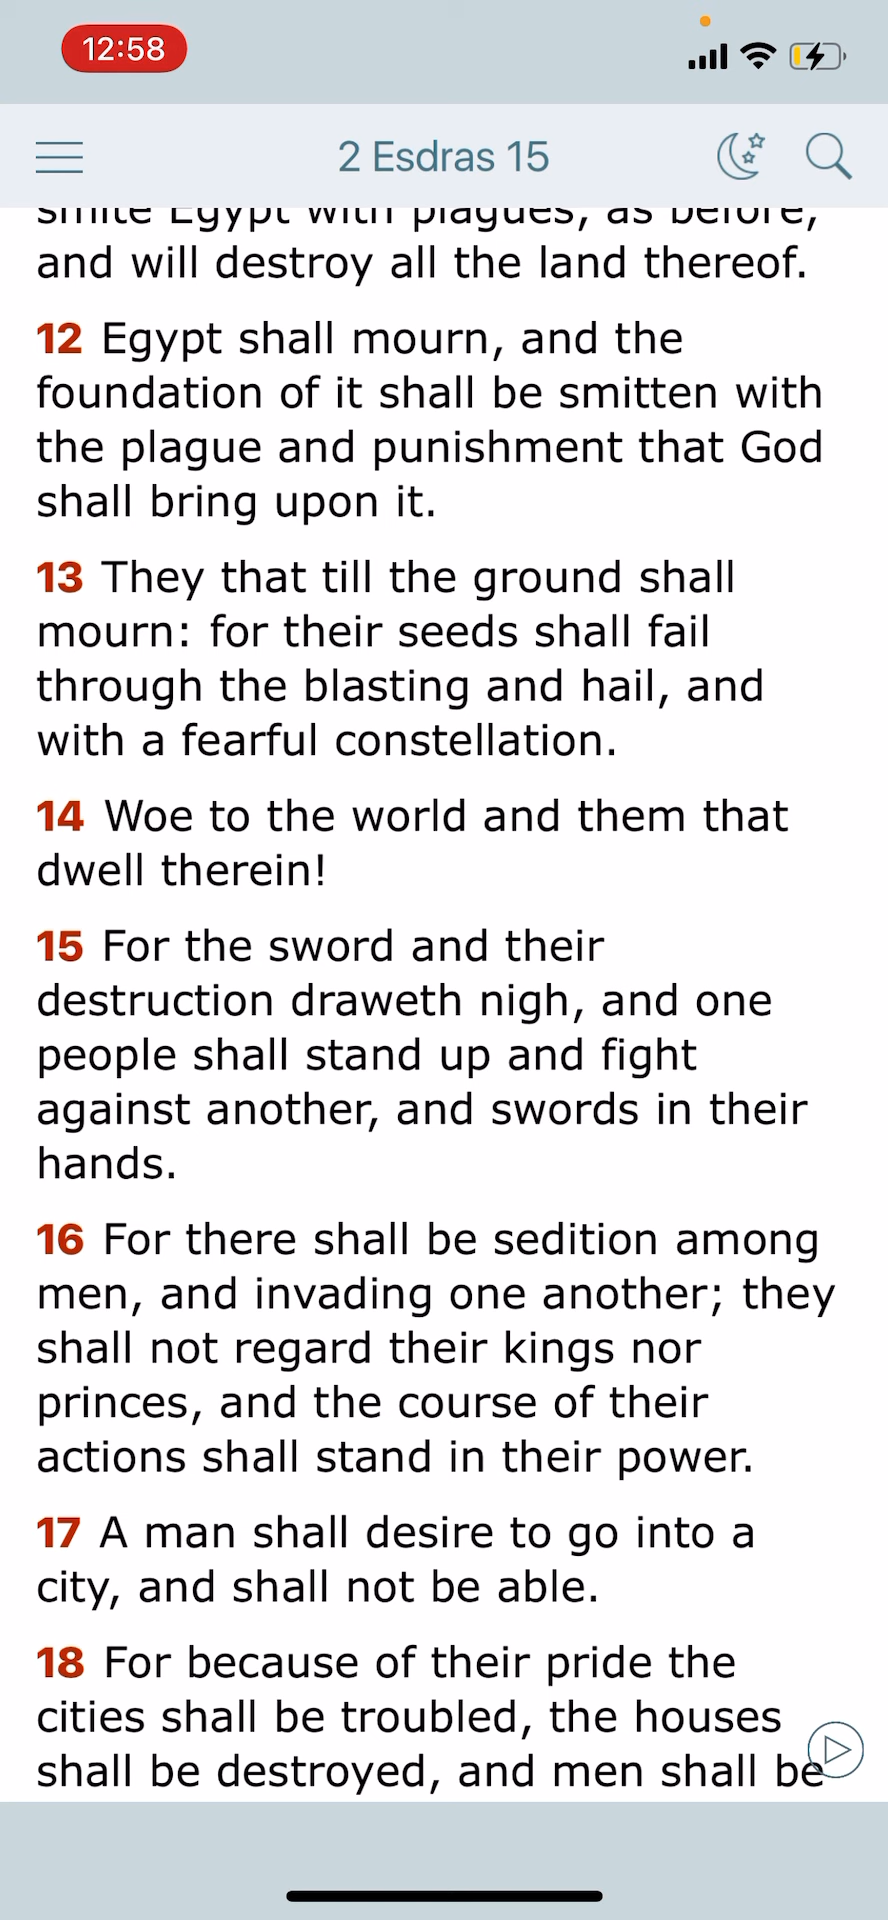 12:58
2 Esdras 15
smite Egypt with plagues, as before,
and will destroy all the land thereof.
12 Egypt shall mourn, and the
foundation of it shall be smitten with
the plague and punishment that God
shall bring upon it.
13 They that till the ground shall
mourn: for their seeds shall fail
through the blasting and hail, and
with a fearful constellation.
14 Woe to the world and them that
dwell therein!
15 For the sword and their
destruction draweth nigh, and one
people shall stand up and fight
against another, and swords in their
hands.
16 For there shall be sedition among
men, and invading one another; they
shall not regard their kings nor
princes, and the course of their
actions shall stand in their power.
17 A man shall desire to go into a
city, and shall not be able.
18 For because of their pride the
cities shall be troubled, the houses
shall be destroyed, and men shall be